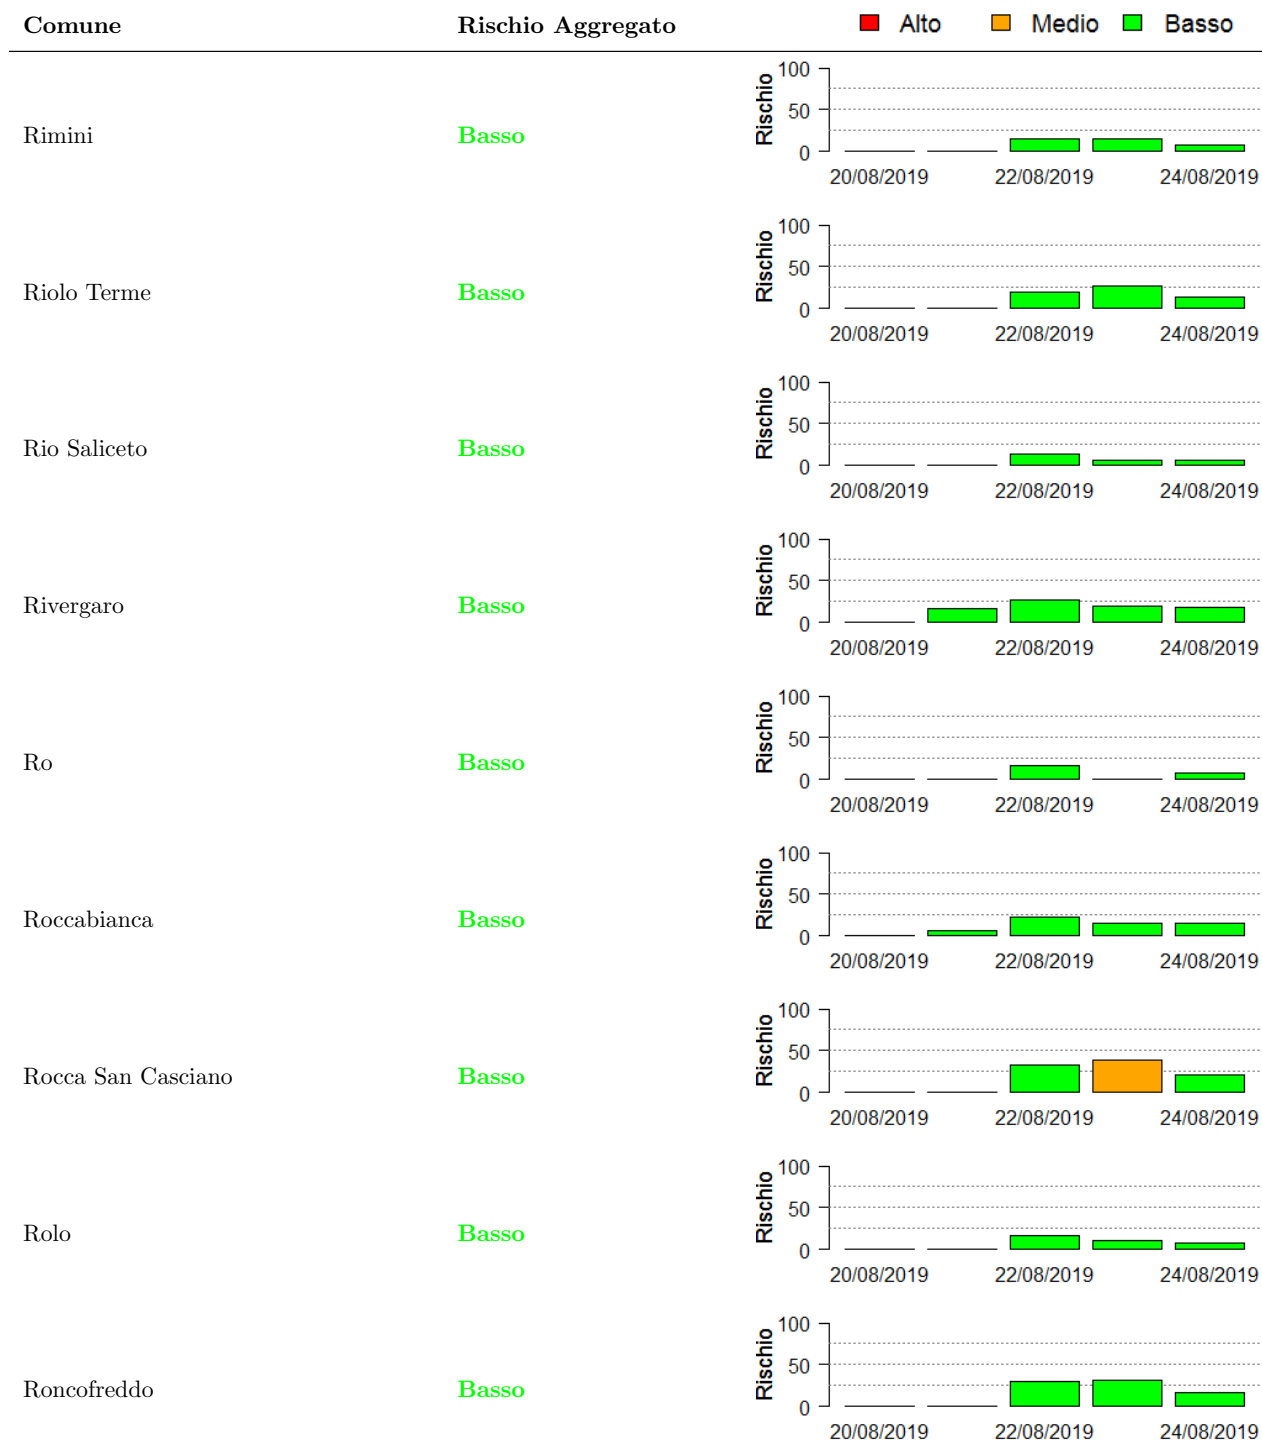 Comune Rischio Aggregato Alto Medio Basso
Rimini Basso Rischio 100 50 0
20/08/2019 22/08/2019 24/08/2019
Riolo Terme Basso Rischio 100 50 0
20/08/2019 22/08/2019 24/08/2019
Rio Saliceto Basso Rischio 100 50 0
20/08/2019 22/08/2019 24/08/2019
Rivergaro Basso Rischio 100 50 0
20/08/2019 22/08/2019 24/08/2019
Ro Basso Rischio 100 50 0
20/08/2019 22/08/2019 24/08/2019
Roccabianca Basso Rischio 100 50 0
20/08/2019 22/08/2019 24/08/2019
Rocca San Casciano Basso Rischio 100 50 0
20/08/2019 22/08/2019 24/08/2019
Rolo Basso Rischio 100 50 0
20/08/2019 22/08/2019 24/08/2019
Roncofreddo Basso Rischio 100 50 0
20/08/2019 22/08/2019 24/08/2019